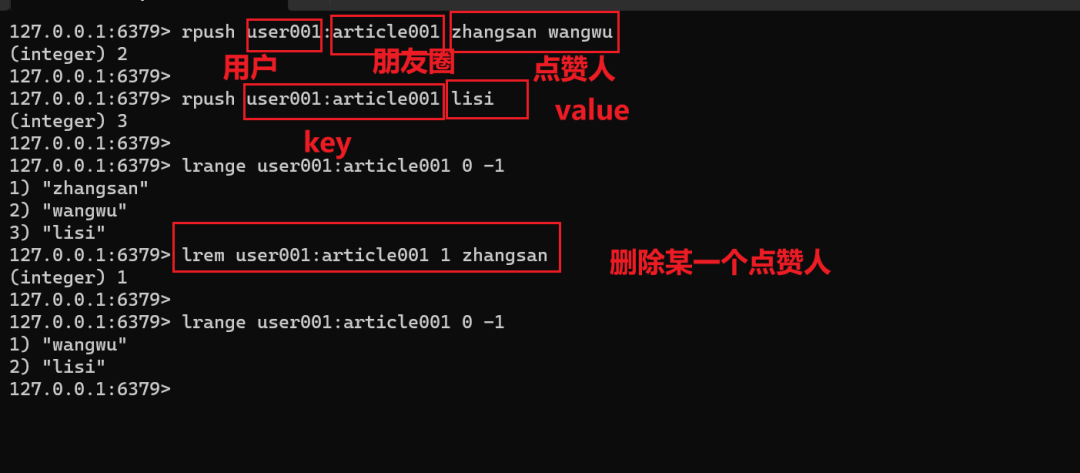 127.0.0.1:6379> rpush user001:article001 zhangsan wangwu
(integer) 2
用户 朋友圈 点赞人
127.0.0.1:6379>
127.0.0.1:6379> rpush user001:article001 lisi
value
(integer) 3
key
127.0.0.1:6379>
127.0.0.1:6379> lrange user001:article001 0 -1
1) "zhangsan"
2) "wangwu"
3) "lisi"
127.0.0.1:6379> lrem user001:article001 1 zhangsan
删除某一个点赞人
(integer) 1
127.0.0.1:6379>
127.0.0.1:6379> lrange user001:article001 0 -1
1) "wangwu"
2) "lisi"
127.0.0.1:6379>